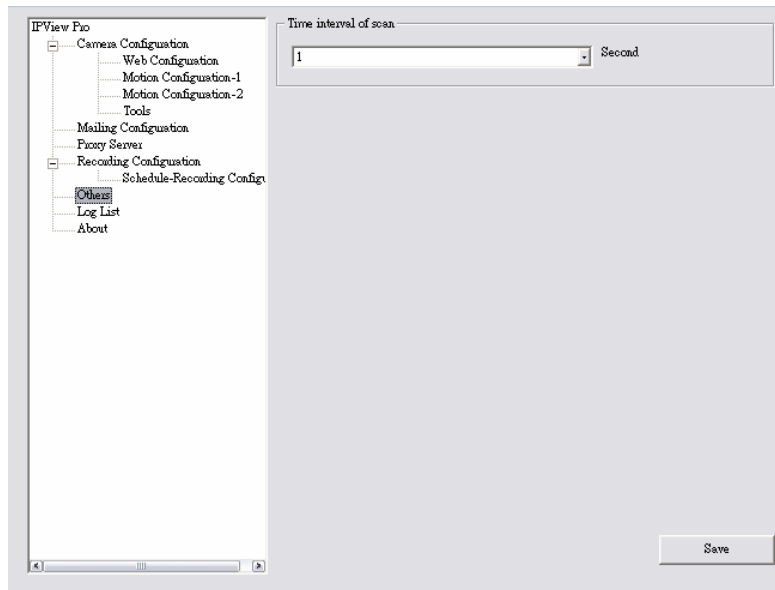 IPView Pro
Camera Configuration
Web Configuration
Motion Configuration-1
Motion Configuration-2
Tools
Mailing Configuration
Proxy Server
Recording Configuration
Schedule-Recording Configu
Others
Log List
About
Time interval of scan
1
Second
Save